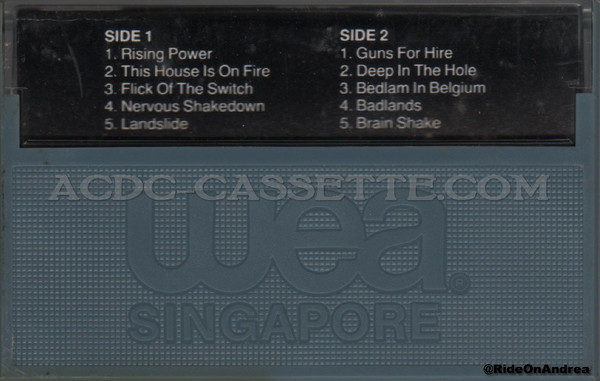 SIDE 1
1. Rising Power
2. This House Is On Fire
3. Flick Of The Switch
4. Nervous Shakedown
5. Landslide
SIDE 2
1. Guns For Hire
2. Deep In The Hole
3. Bedlam In Belgium
4. Badlands
5. Brain Shake
ACDC-CASSETTE.COM
wea®
SINGAPORE
@RideOnAndrea